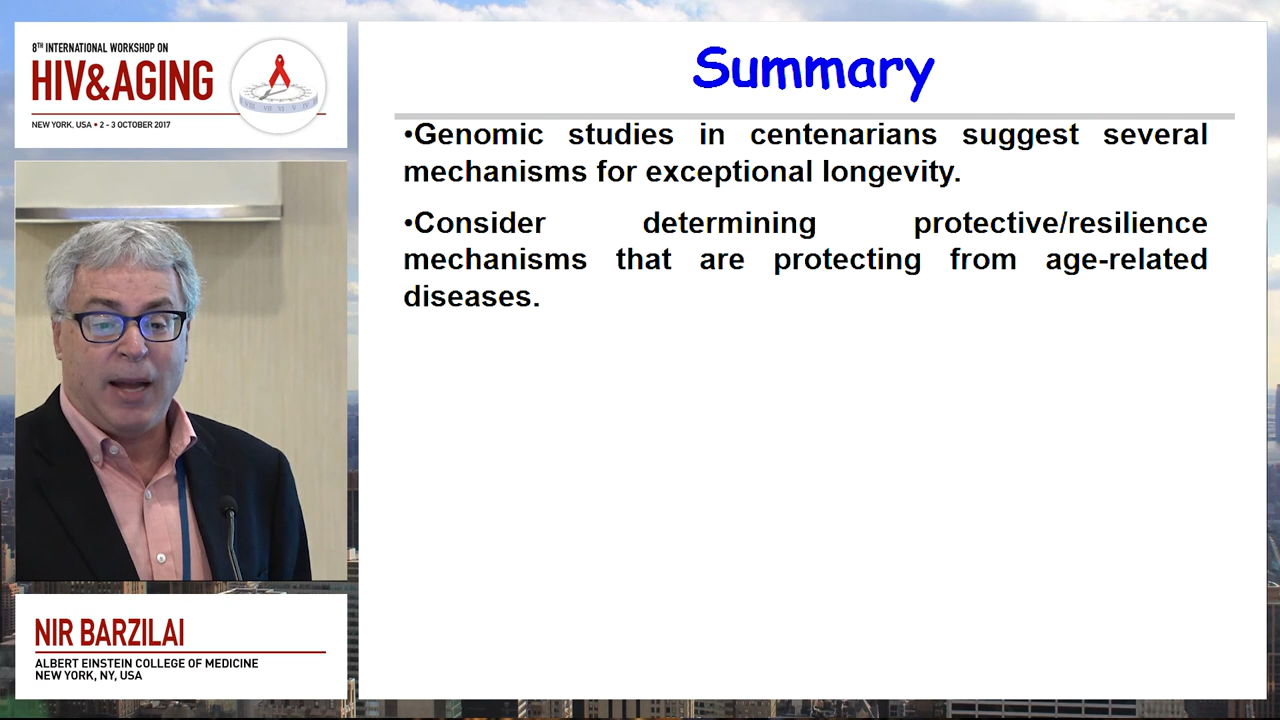 8TH INTERNATIONAL WORKSHOP ON
HIV&AGING
NEW YORK, USA • 2 - 3 OCTOBER 2017
Summary
•Genomic studies in centenarians suggest several
mechanisms for exceptional longevity.
•Consider determining protective/resilience
mechanisms that are protecting from age-related
diseases.
NIR BARZILAI
ALBERT EINSTEIN COLLEGE OF MEDICINE
NEW YORK, NY, USA